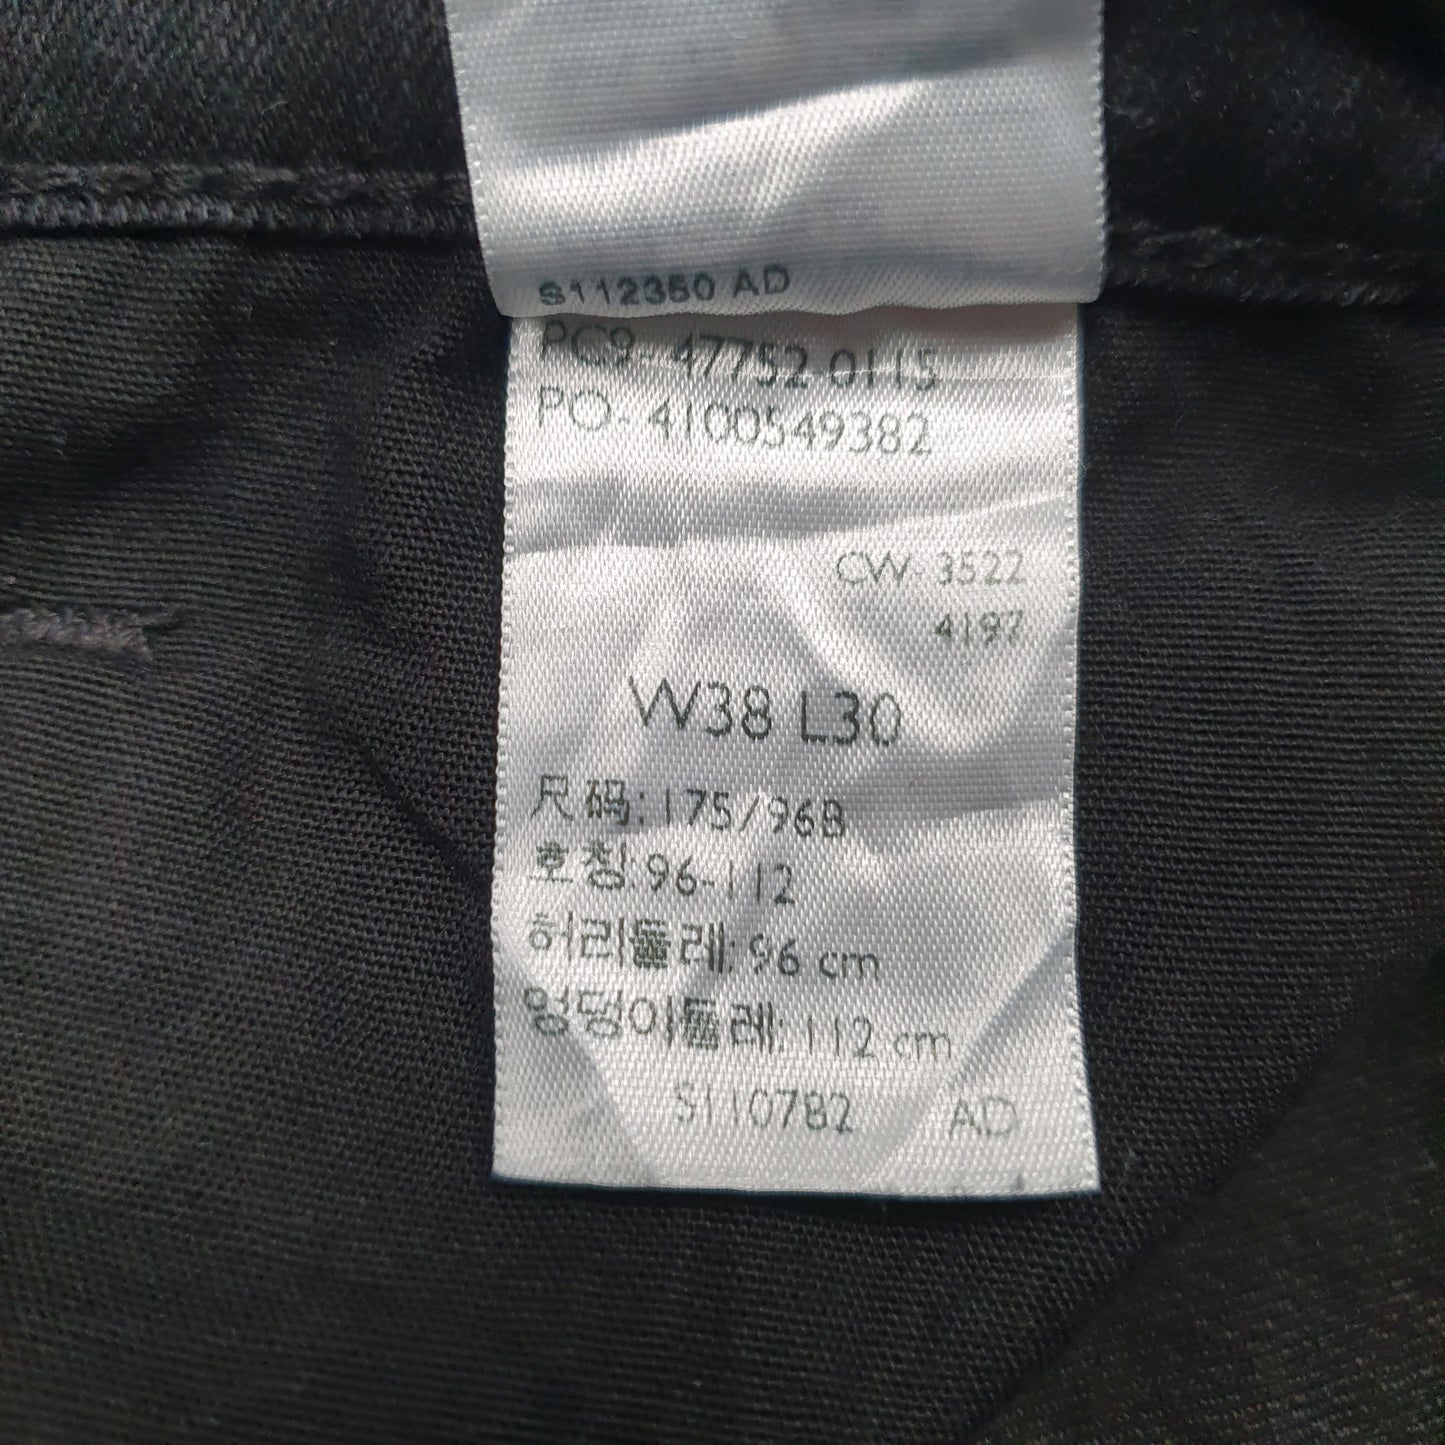 S112350 AD
PC9- 47752-0115
PO- 4100549382
CW- 3522
4197
W38 L30
尺码: 175/96B
호칭: 96-112
허리둘레: 96 cm
엉덩이둘레: 112 cm
S110782 AD